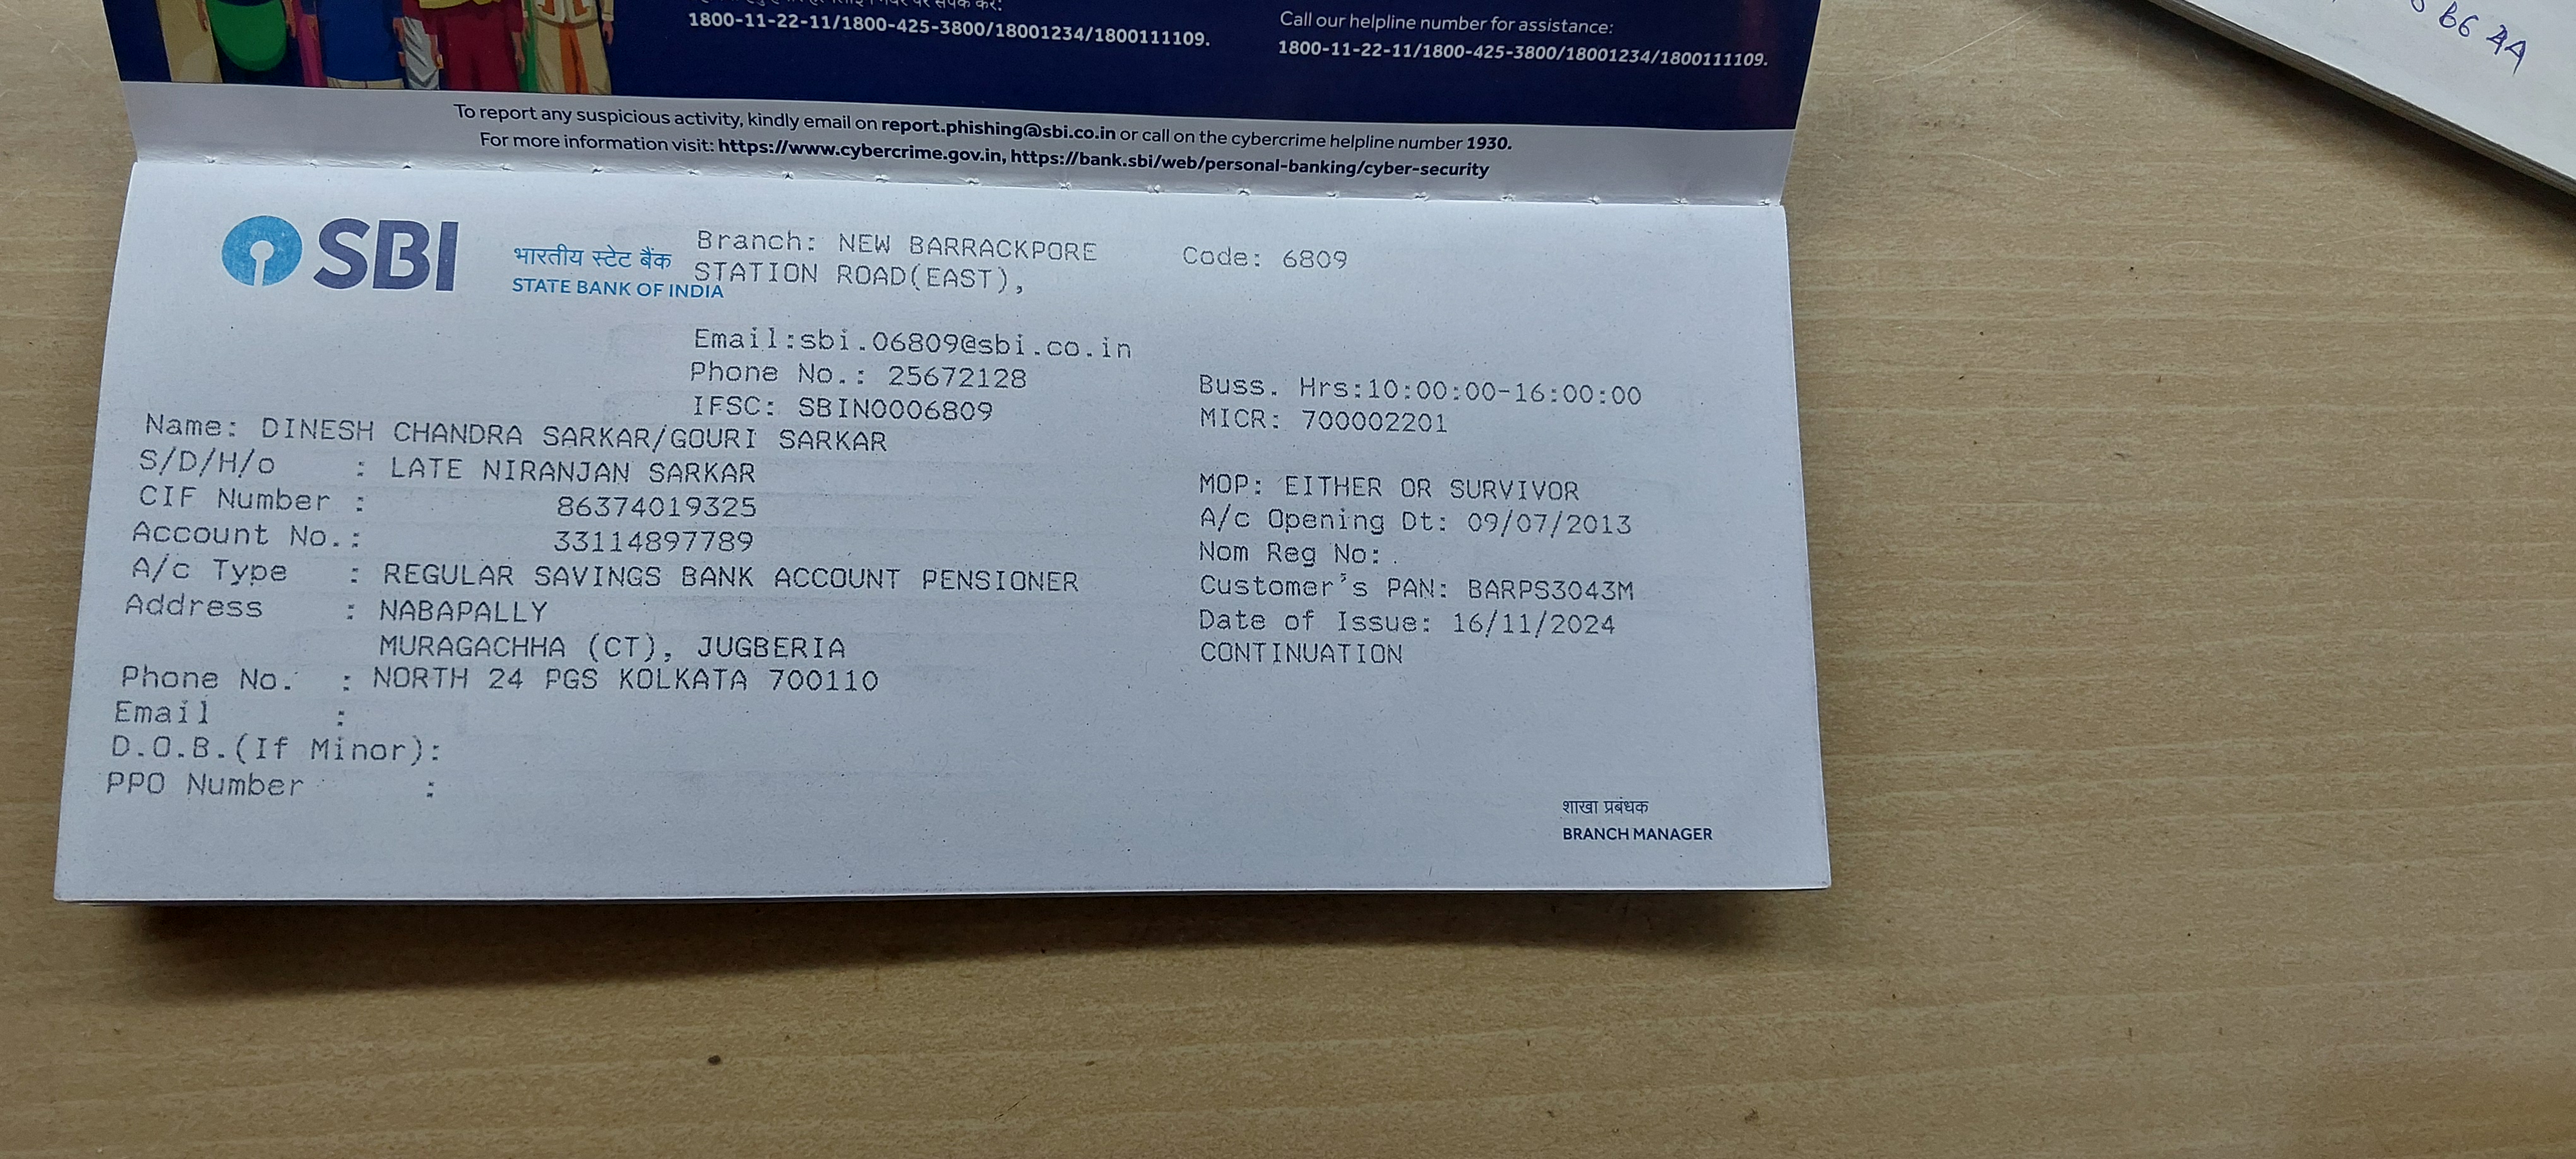 1800-11-22-11/1800-425-3800/18001234/1800111109.
Call our helpline number for assistance:
1800-11-22-11/1800-425-3800/18001234/1800111109.
To report any suspicious activity, kindly email on report.phishing@sbi.co.in or call on the cybercrime helpline number 1930.
For more information visit: https://www.cybercrime.gov.in, https://bank.sbi/web/personal-banking/cyber-security
SBI
भारतीय स्टेट बैंक
STATE BANK OF INDIA
Branch: NEW BARRACKPORE Code: 6809
STATION ROAD(EAST),
Email:sbi.06809@sbi.co.in
Phone No.: 25672128 Buss. Hrs:10:00:00-16:00:00
IFSC: SBIN0006809 MICR: 700002201
Name: DINESH CHANDRA SARKAR/GOURI SARKAR
S/D/H/o : LATE NIRANJAN SARKAR MOP: EITHER OR SURVIVOR
CIF Number : 86374019325 A/c Opening Dt: 09/07/2013
Account No.: 33114897789 Nom Reg No:
A/c Type : REGULAR SAVINGS BANK ACCOUNT PENSIONER Customer's PAN: BARPS3043M
Address : NABAPALLY Date of Issue: 16/11/2024
MURAGACHHA (CT), JUGBERIA CONTINUATION
Phone No. : NORTH 24 PGS KOLKATA 700110
Email :
D.O.B.(If Minor):
PPO Number :
शाखा प्रबंधक
BRANCH MANAGER